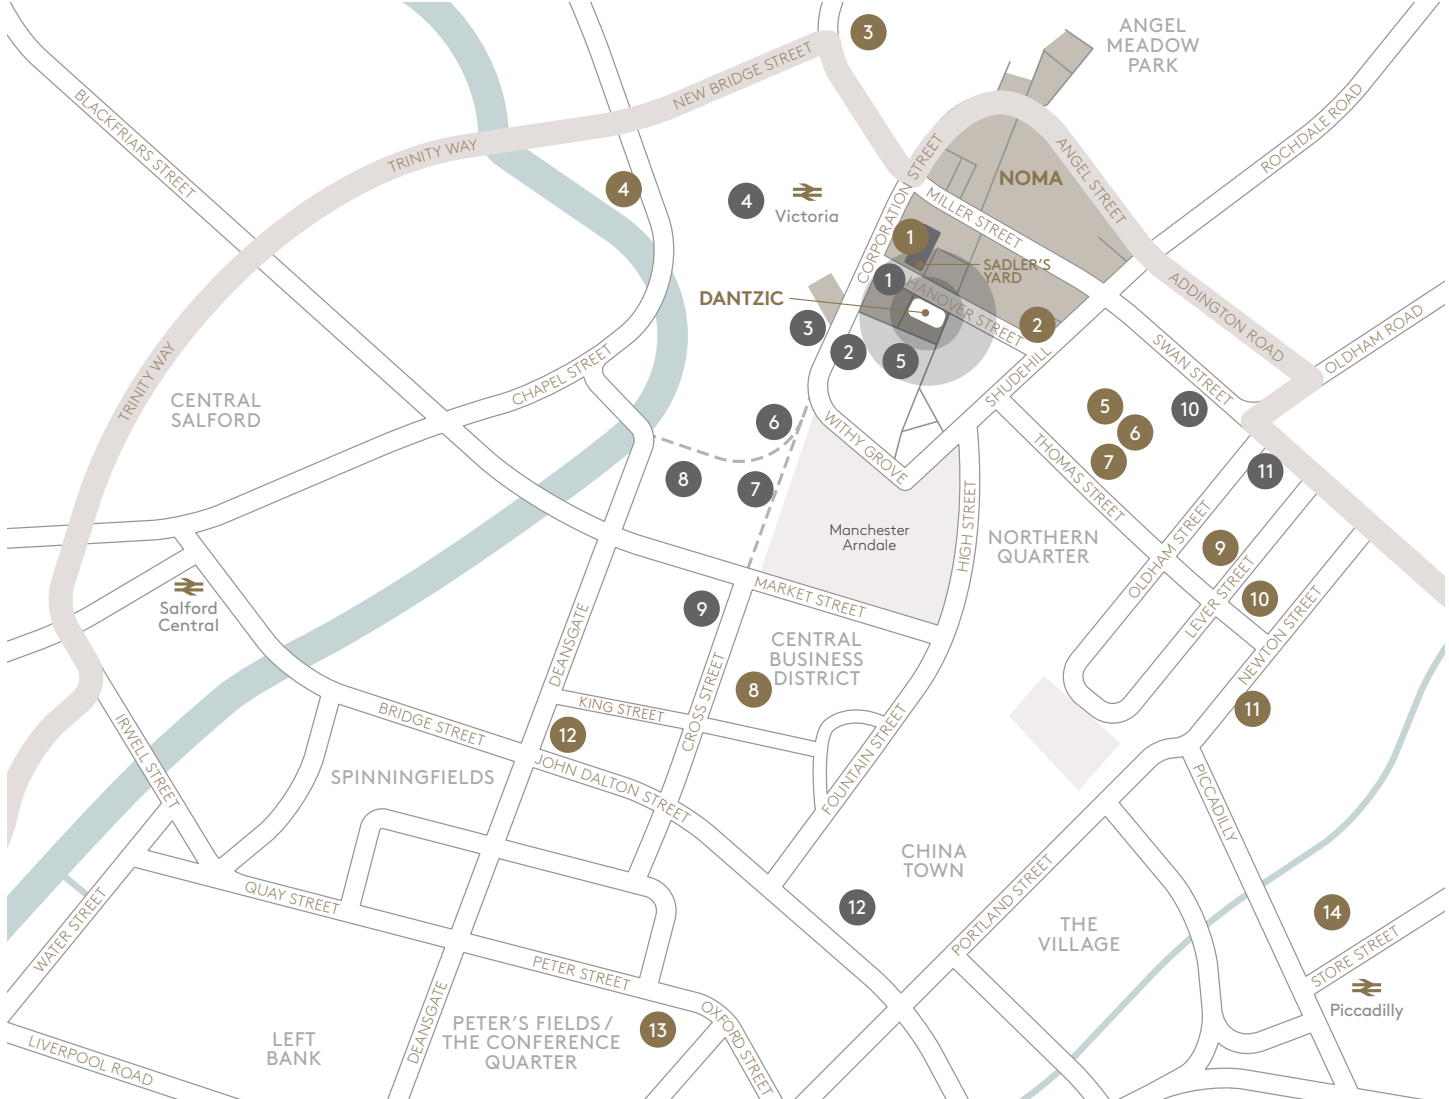 3
ANGEL
MEADOW
PARK
NEW BRIDGE STREET
BLACKFRIARS STREET
TRINITY WAY
ROCHDALE ROAD
CORPORATION STREET
ANGEL STREET
NOMA
4
4
Victoria
MILLER STREET
1
SADLER'S
YARD
1
HANOVER STREET
DANTZIC
ADDINGTON ROAD
OLDHAM ROAD
3
2
2
5
SWAN STREET
SHUDEHILL
TRINITY WAY
CHAPEL STREET
CENTRAL
SALFORD
5
10
6
6
7
WITHY GROVE
THOMAS STREET
8
7
11
HIGH STREET
Manchester
Arndale
NORTHERN
QUARTER
OLDHAM STREET
9
LEVER STREET
10
NEWTON STREET
Salford
Central
MARKET STREET
9
DEANSGATE
CENTRAL
BUSINESS
DISTRICT
8
CROSS STREET
KING STREET
11
12
BRIDGE STREET
IRWELL STREET
SPINNINGFIELDS
JOHN DALTON STREET
FOUNTAIN STREET
PICCADILLY
CHINA
TOWN
QUAY STREET
12
PORTLAND STREET
14
WATER STREET
THE
VILLAGE
STORE STREET
PETER STREET
Piccadilly
DEANSGATE
PETER'S FIELDS /
THE CONFERENCE
QUARTER
13
OXFORD STREET
LEFT
BANK
LIVERPOOL ROAD